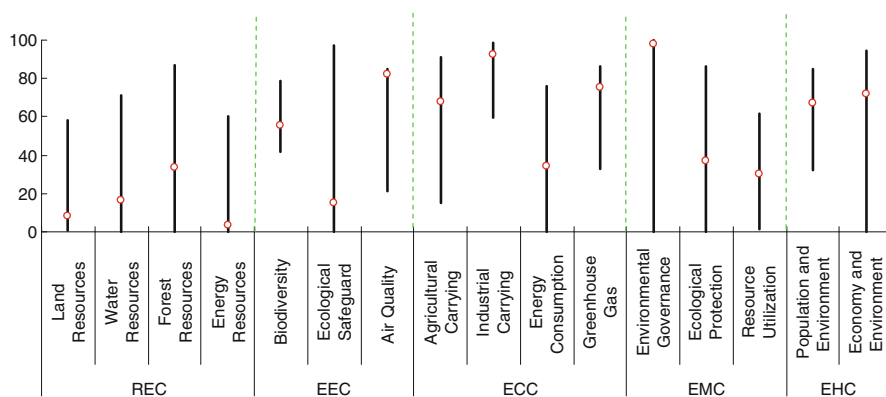 100
80
60
40
20
0
Land
Resources
Water
Resources
Forest
Resources
Energy
Resources
Biodiversity
Ecological
Safeguard
Air Quality
Agricultural
Carrying
Industrial
Carrying
Energy
Consumption
Greenhouse
Gas
Environmental
Governance
Ecological
Protection
Resource
Utilization
Population and
Environment
Economy and
Environment
REC
EEC
ECC
EMC
EHC